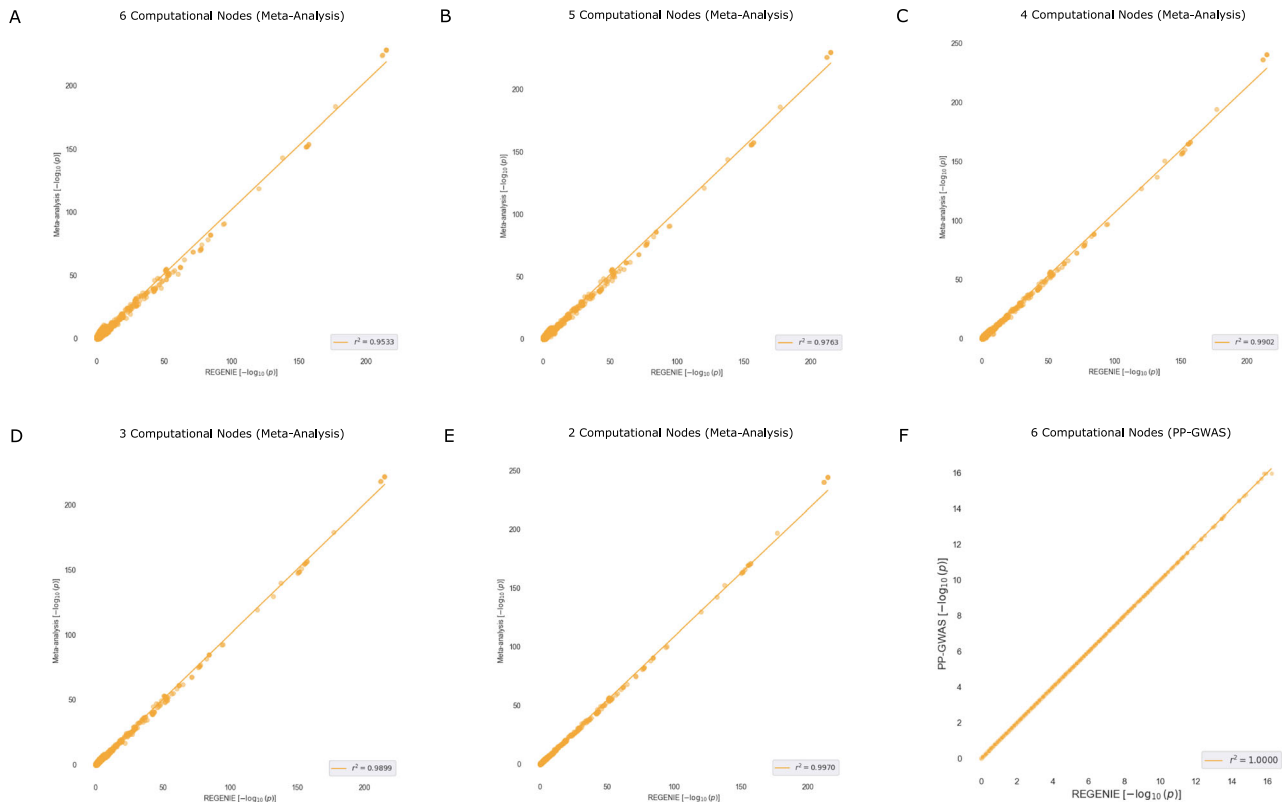 A
6 Computational Nodes (Meta-Analysis)
Meta-analysis [−log10 (p)]
200
150
100
50
0
0 50 100 150 200
REGENIE [−log10 (p)]
r² = 0.9533
B
5 Computational Nodes (Meta-Analysis)
Meta-analysis [−log10 (p)]
200
150
100
50
0
0 50 100 150 200
REGENIE [−log10 (p)]
r² = 0.9763
C
4 Computational Nodes (Meta-Analysis)
Meta-analysis [−log10 (p)]
250
200
150
100
50
0
0 50 100 150 200
REGENIE [−log10 (p)]
r² = 0.9902
D
3 Computational Nodes (Meta-Analysis)
Meta-analysis [−log10 (p)]
200
150
100
50
0
0 50 100 150 200
REGENIE [−log10 (p)]
r² = 0.9899
E
2 Computational Nodes (Meta-Analysis)
Meta-analysis [−log10 (p)]
250
200
150
100
50
0
0 50 100 150 200
REGENIE [−log10 (p)]
r² = 0.9970
F
6 Computational Nodes (PP-GWAS)
PP-GWAS [−log10 (p)]
16
14
12
10
8
6
4
2
0
0 2 4 6 8 10 12 14 16
REGENIE [−log10 (p)]
r² = 1.0000